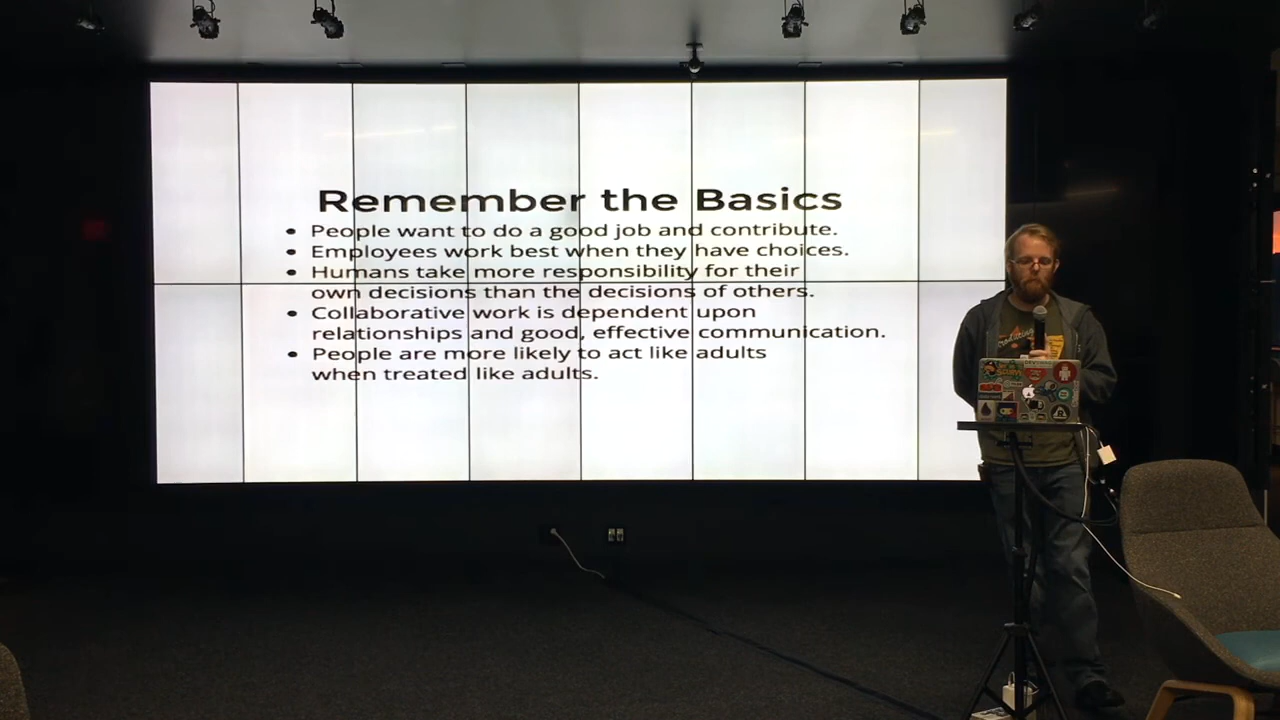 Remember the Basics
• People want to do a good job and contribute.
• Employees work best when they have choices.
• Humans take more responsibility for their
own decisions than the decisions of others.
• Collaborative work is dependent upon
relationships and good, effective communication.
• People are more likely to act like adults
when treated like adults.